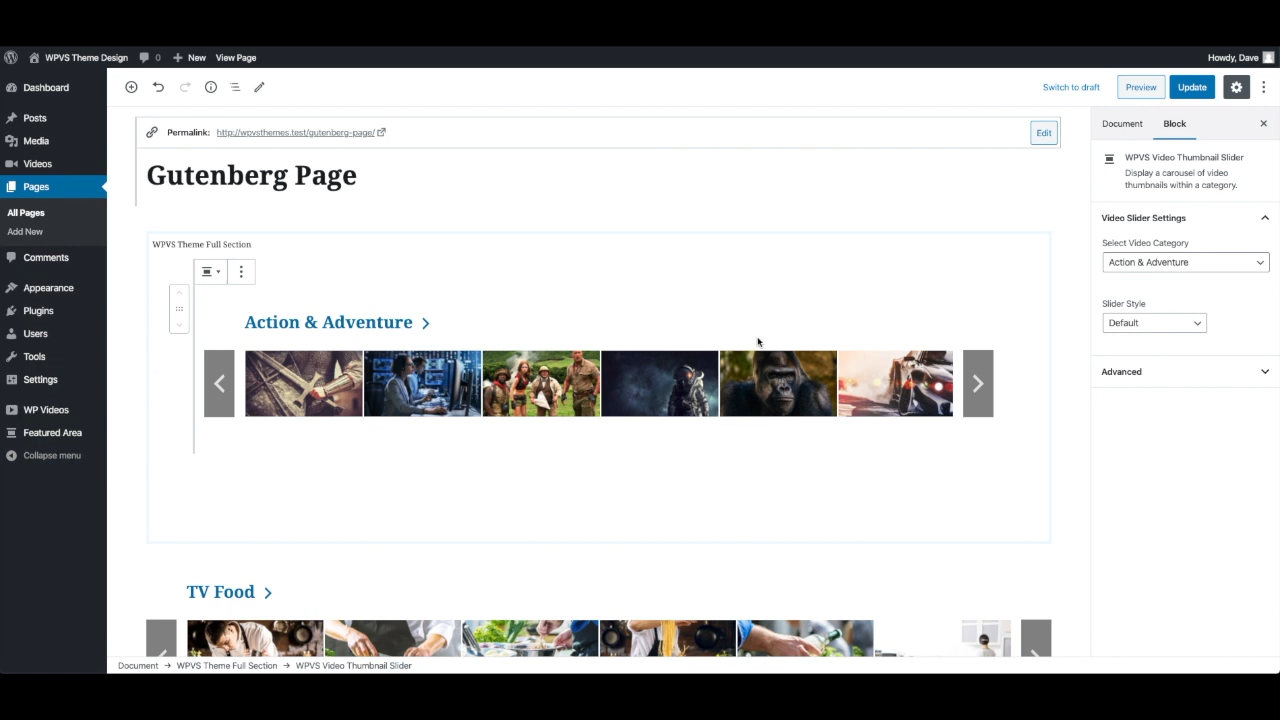 WPVS Theme Design 0 New View Page Howdy, Dave
Dashboard
Posts
Media
Videos
Pages
All Pages
Add New
Comments
Appearance
Plugins
Users
Tools
Settings
WP Videos
Featured Area
Collapse menu
Switch to draft Preview Update
Permalink: http://wpvsthemes.test/gutenberg-page/ Edit
Gutenberg Page
WPVS Theme Full Section
Action & Adventure
TV Food
Document Block
WPVS Video Thumbnail Slider
Display a carousel of video
thumbnails within a category.
Video Slider Settings
Select Video Category
Action & Adventure
Slider Style
Default
Advanced
Document → WPVS Theme Full Section → WPVS Video Thumbnail Slider